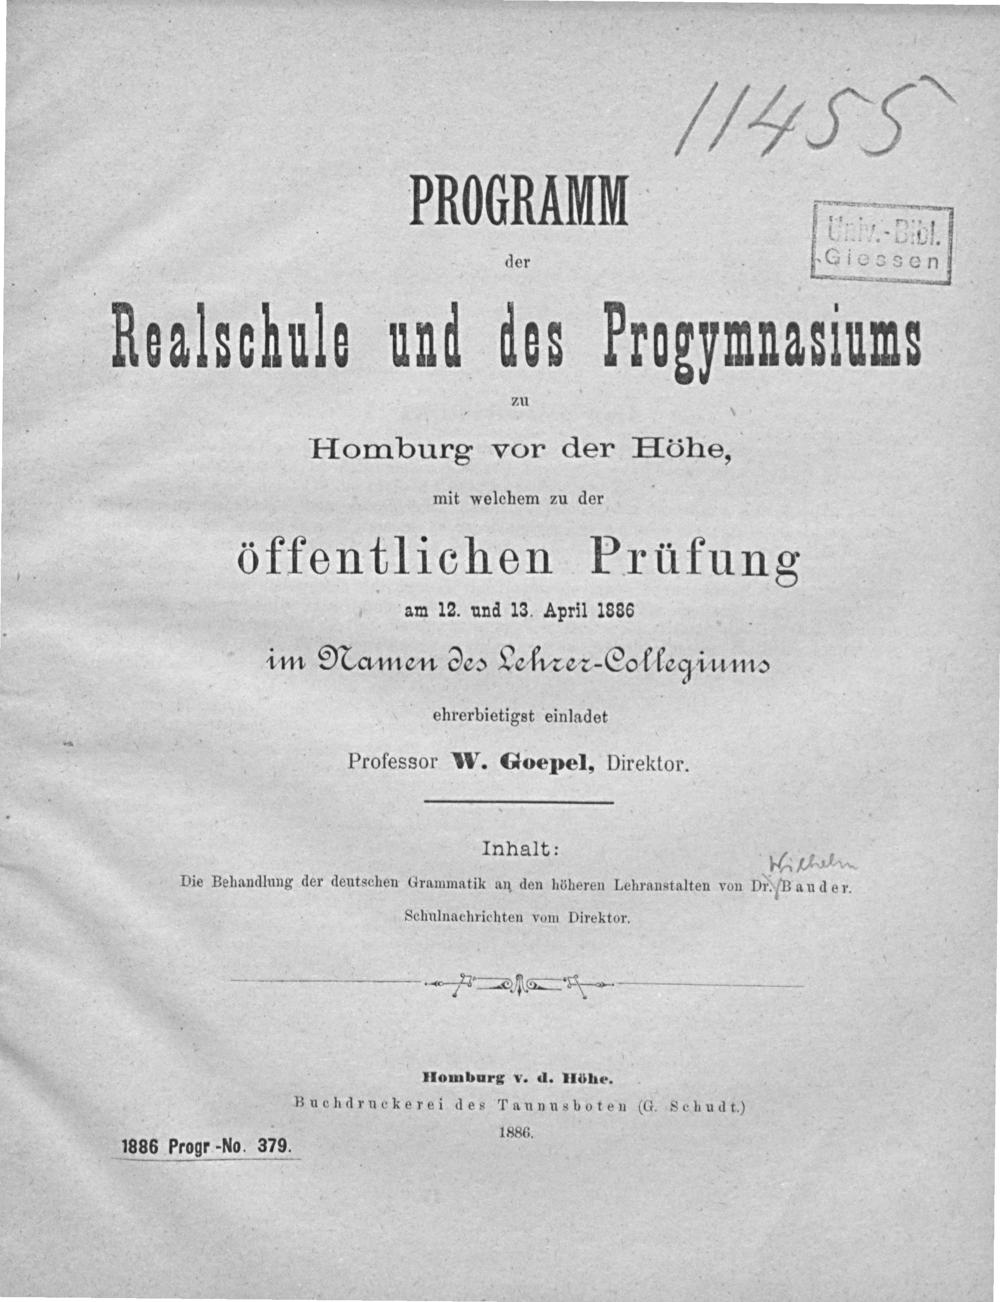 11455
PROGRAMM
Univ.-Bibl.
Giessen
der
Realschule und des Progymnasiums
zu
Homburg vor der Höhe,
mit welchem zu der
öffentlichen Prüfung
am 12. und 13. April 1886
im Namen des Lehrer-Collegiums
ehrerbietigst einladet
Professor W. Goepel, Direktor.
Inhalt:
Wilhelm
Die Behandlung der deutschen Grammatik an den höheren Lehranstalten von Dr. Bauder.
Schulnachrichten vom Direktor.
Homburg v. d. Höhe.
Buchdruckerei des Taunusboten (G. Schudt.)
1886.
1886 Progr-No. 379.